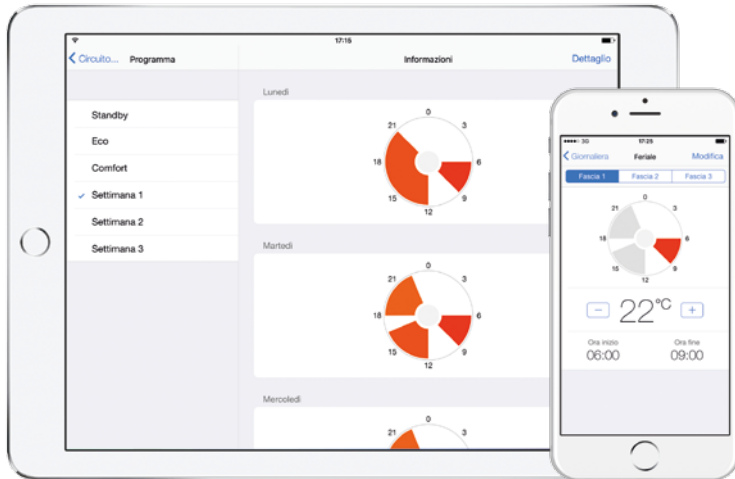 17:15
Circuito... Programma
Informazioni
Dettaglio
Standby
Eco
Comfort
Settimana 1
Settimana 2
Settimana 3
Lunedì
0
21 3
18 6
15 9
12
Martedì
0
21 3
18 6
15 9
12
Mercoledì
0
21 3
3G 17:25
Giornaliera Feriale Modifica
Fascia 1 Fascia 2 Fascia 3
0
21 3
18 6
15 9
12
− 22°C +
Ora inizio Ora fine
06:00 09:00